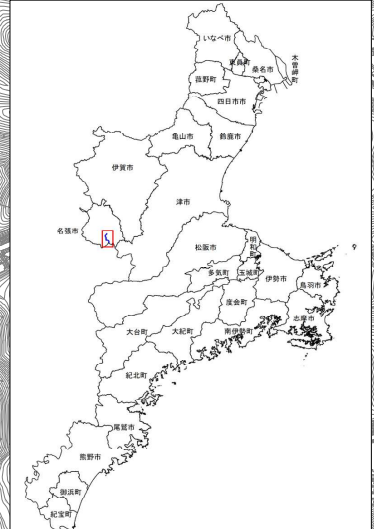 いなべ市
東員町
桑名市
木曽岬町
菰野町
四日市市
亀山市
鈴鹿市
伊賀市
津市
名張市
松阪市
明和町
多気町
玉城町
伊勢市
鳥羽市
度会町
志摩市
大台町
大紀町
南伊勢町
紀北町
尾鷲市
熊野市
御浜町
紀宝町